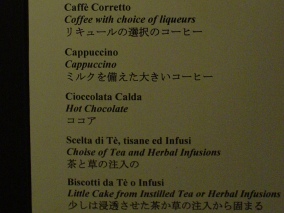 Caffè Corretto
Coffee with choice of liqueurs
リキュールの選択のコーヒー
Cappuccino
Cappuccino
ミルクを備えた大きいコーヒー
Cioccolata Calda
Hot Chocolate
ココア
Scelta di Tè, tisane ed Infusi
Choise of Tea and Herbal Infusions
茶と草の注入の
Biscotti da Tè o Infusi
Little Cake from Instilled Tea or Herbal Infusions
少しは浸透させた茶か草の注入から固まる